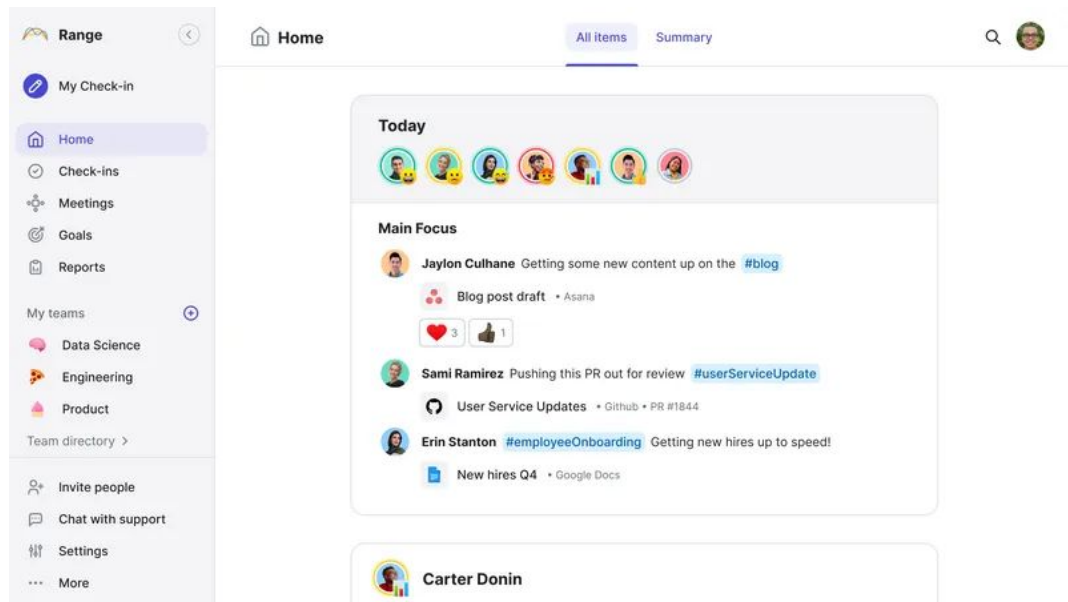 Range
My Check-in
Home
Check-ins
Meetings
Goals
Reports
My teams
Data Science
Engineering
Product
Team directory >
Invite people
Chat with support
Settings
More
Home
All items
Summary
Today
Main Focus
Jaylon Culhane Getting some new content up on the #blog
Blog post draft • Asana
3 1
Sami Ramirez Pushing this PR out for review #userServiceUpdate
User Service Updates • Github • PR #1844
Erin Stanton #employeeOnboarding Getting new hires up to speed!
New hires Q4 • Google Docs
Carter Donin